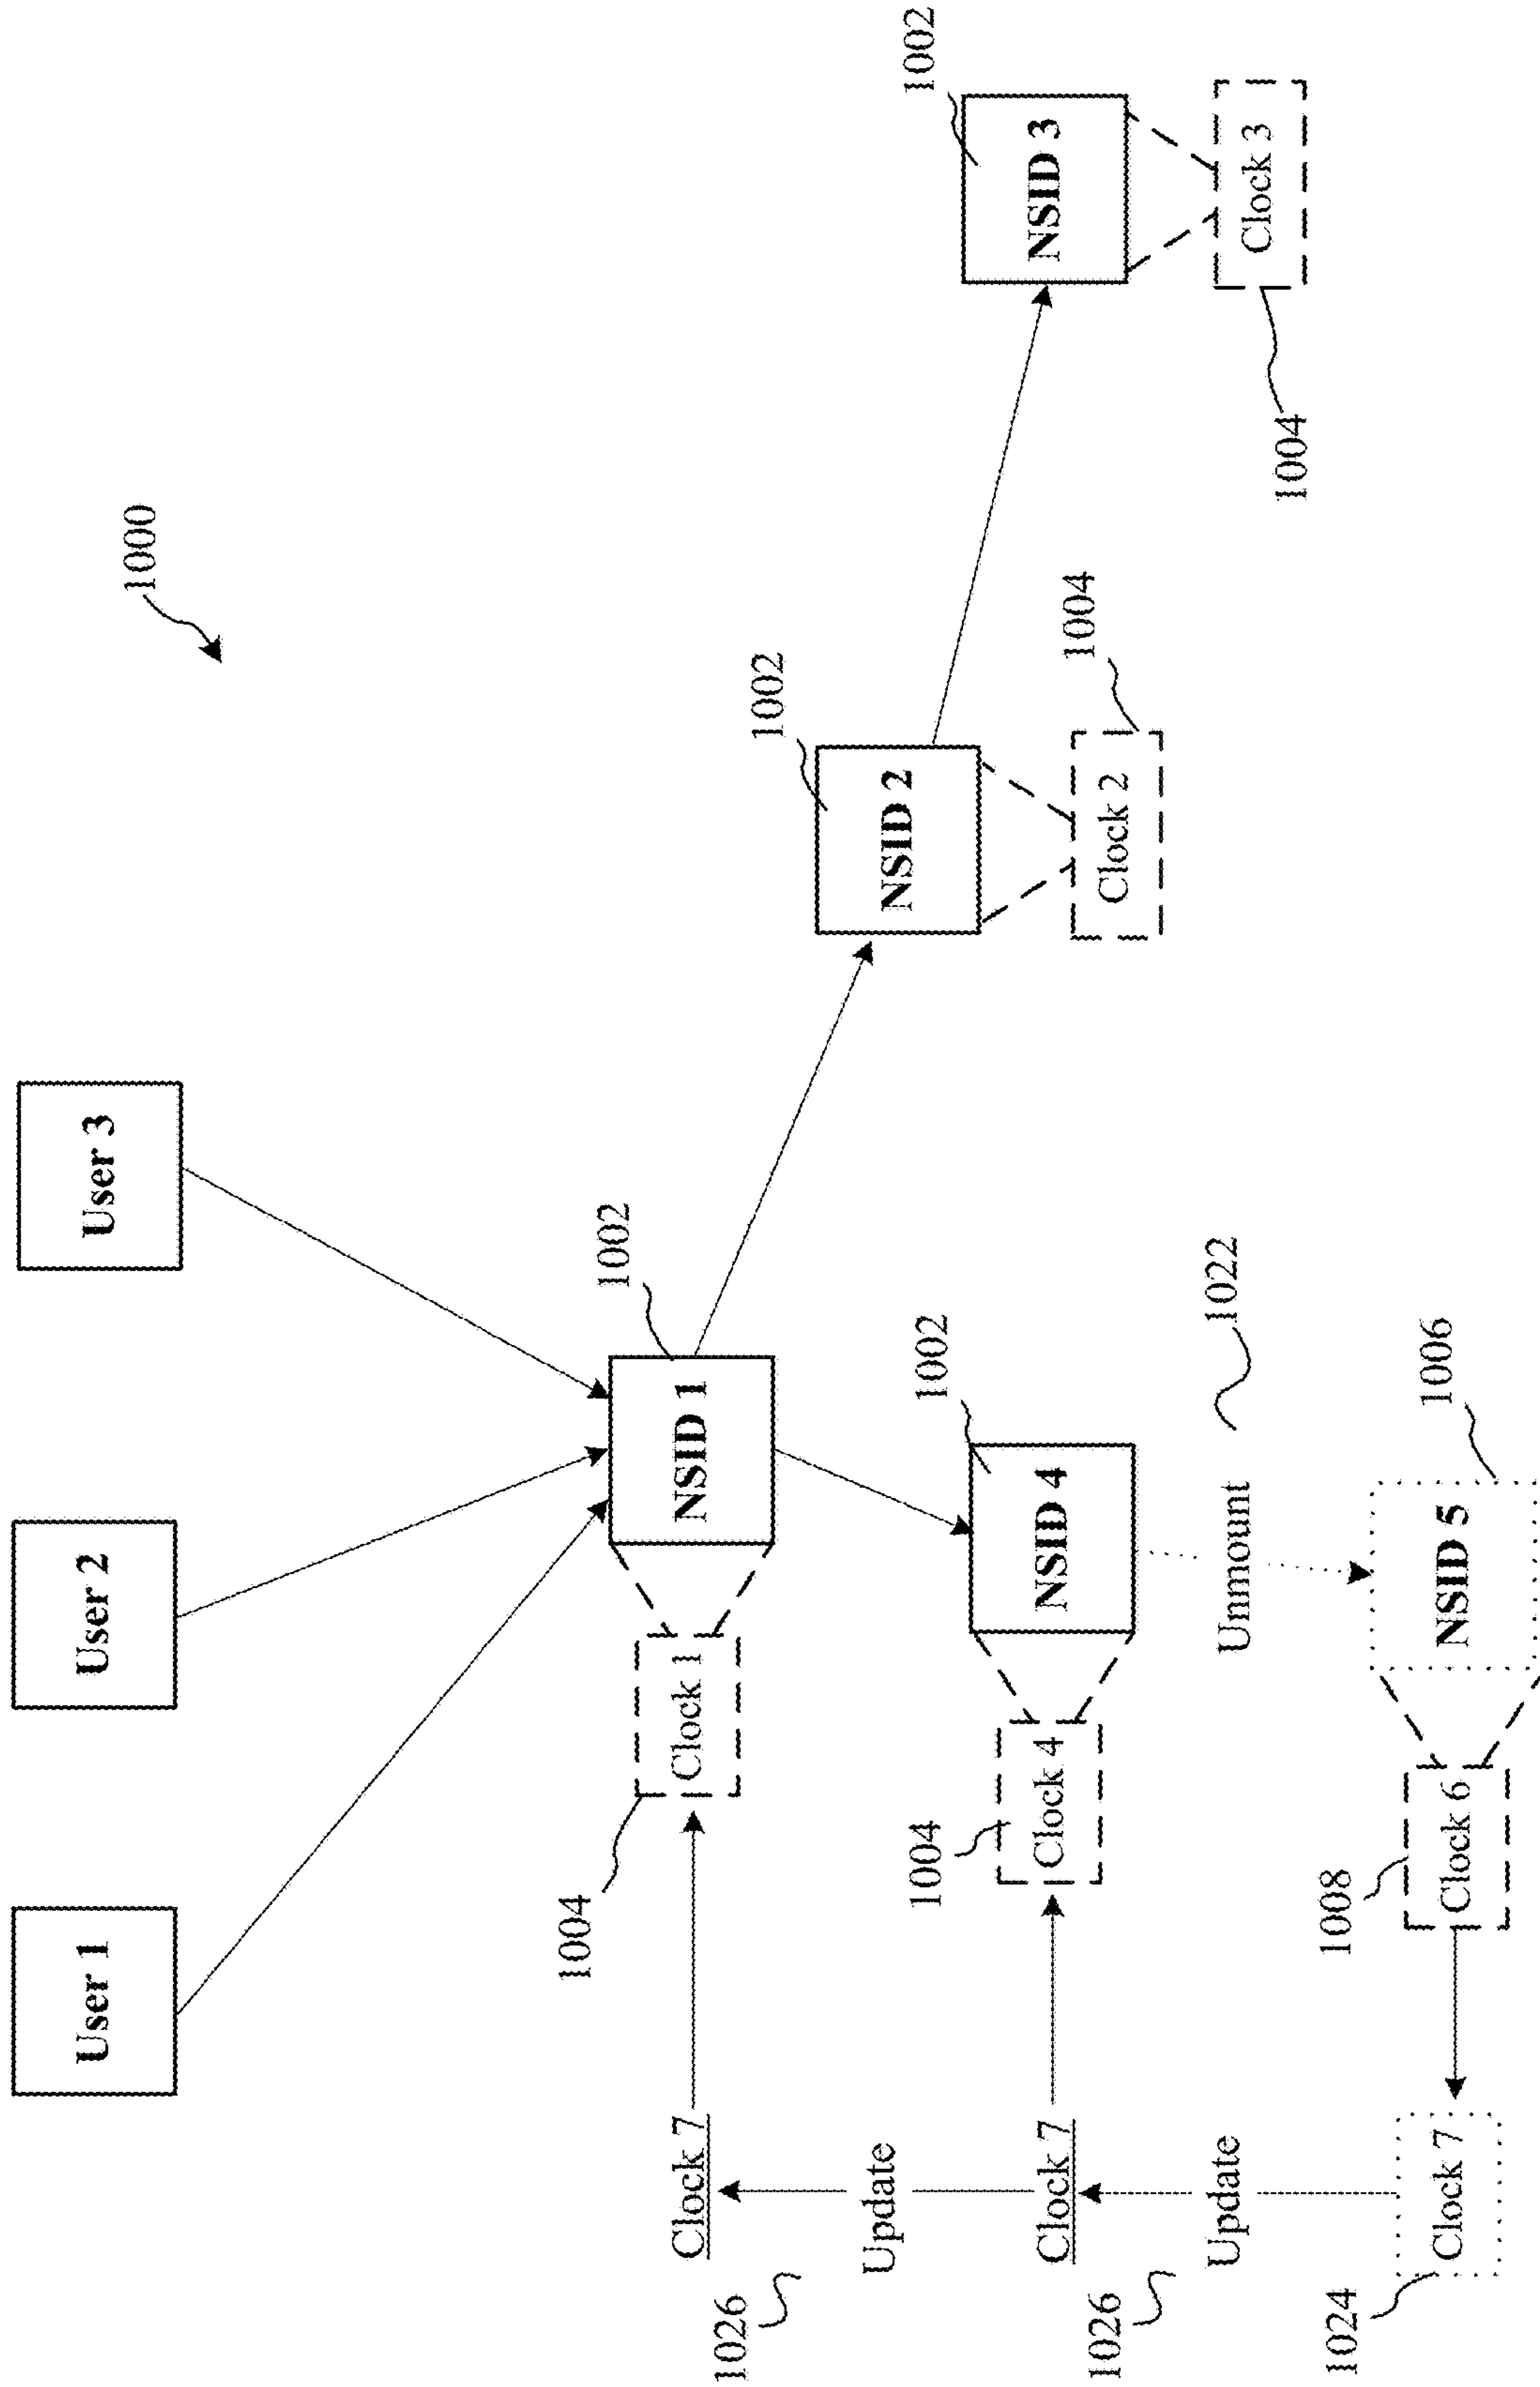 1000
User 1
User 2
User 3
1002
NSID 1
1004
Clock 1
Clock 7
1026
Update
1002
NSID 2
1004
Clock 2
1002
NSID 3
1004
Clock 3
1002
NSID 4
1004
Clock 4
Clock 7
1026
Update
Unmount
1022
1006
NSID 5
1008
Clock 6
Clock 7
1024